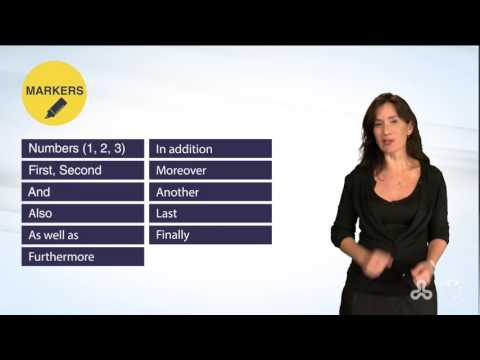 MARKERS
Numbers (1, 2, 3)
First, Second
And
Also
As well as
Furthermore
In addition
Moreover
Another
Last
Finally